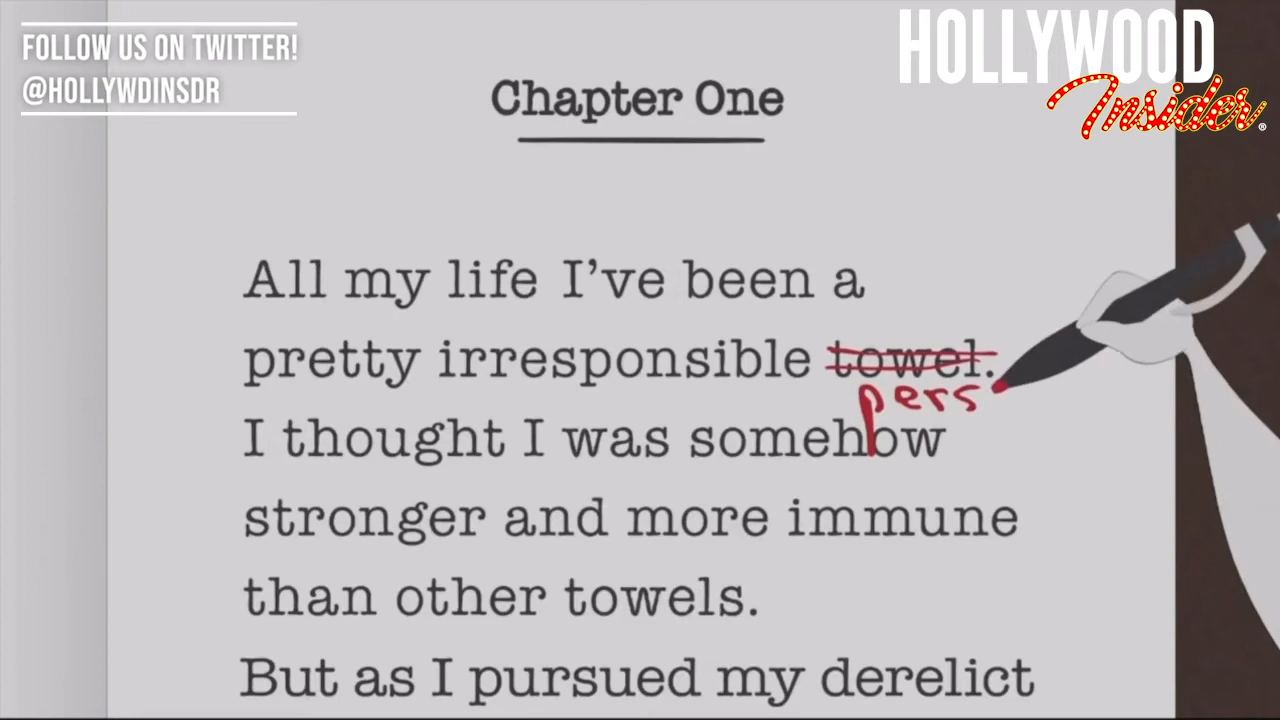 FOLLOW US ON TWITTER!
@HOLLYWDINSDR
HOLLYWOOD
Insider®
Chapter One
All my life I’ve been a
pretty irresponsible towel.
pers
I thought I was somehow
stronger and more immune
than other towels.
But as I pursued my derelict